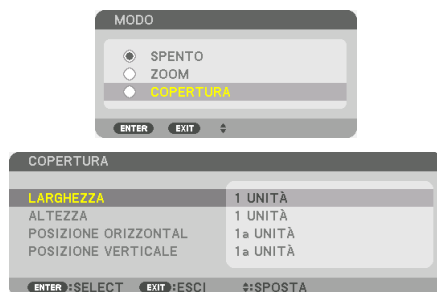 MODO
SPENTO
ZOOM
COPERTURA
ENTER EXIT
COPERTURA
LARGHEZZA 1 UNITÀ
ALTEZZA 1 UNITÀ
POSIZIONE ORIZZONTAL 1a UNITÀ
POSIZIONE VERTICALE 1a UNITÀ
ENTER :SELECT EXIT :ESCI :SPOSTA